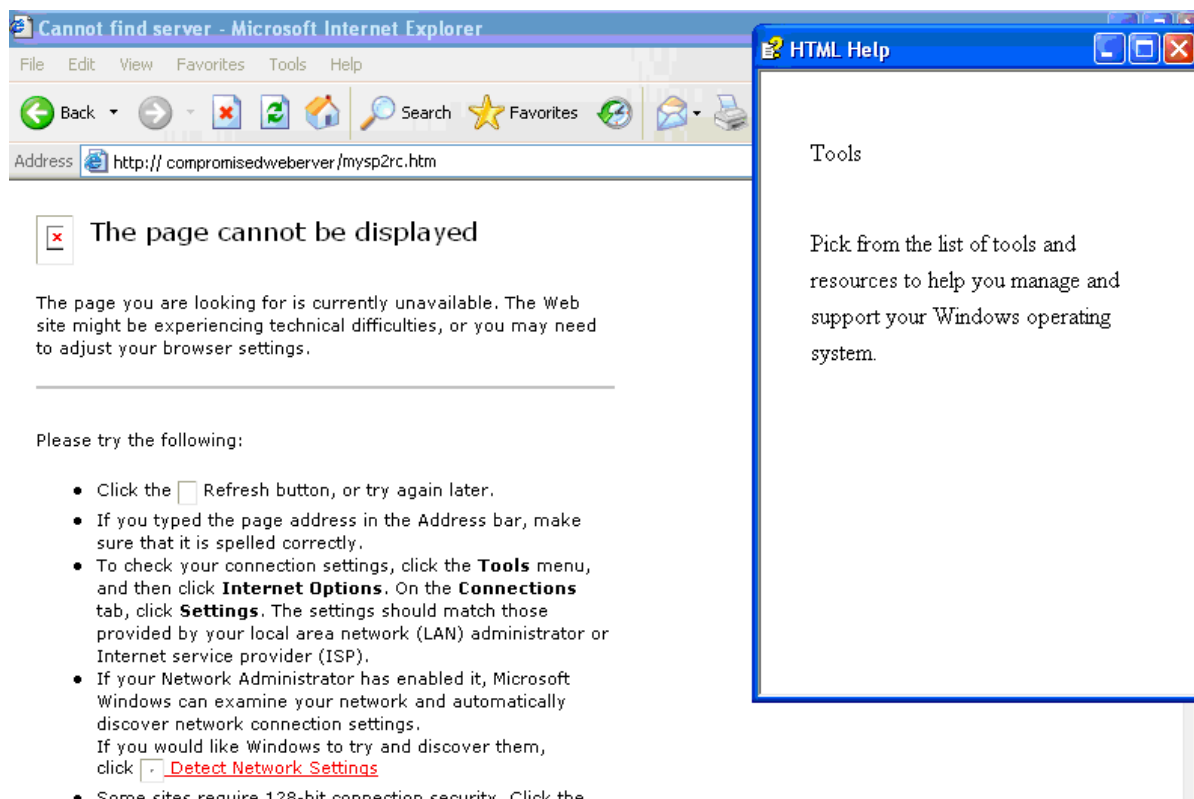 Cannot find server - Microsoft Internet Explorer
File Edit View Favorites Tools Help
Back Search Favorites
Address http:// compromisedweberver/mysp2rc.htm
The page cannot be displayed
The page you are looking for is currently unavailable. The Web
site might be experiencing technical difficulties, or you may need
to adjust your browser settings.
Please try the following:
Click the Refresh button, or try again later.
If you typed the page address in the Address bar, make
sure that it is spelled correctly.
To check your connection settings, click the Tools menu,
and then click Internet Options. On the Connections
tab, click Settings. The settings should match those
provided by your local area network (LAN) administrator or
Internet service provider (ISP).
If your Network Administrator has enabled it, Microsoft
Windows can examine your network and automatically
discover network connection settings.
If you would like Windows to try and discover them,
click Detect Network Settings
Some sites require 128-bit connection security. Click the
HTML Help
Tools
Pick from the list of tools and
resources to help you manage and
support your Windows operating
system.